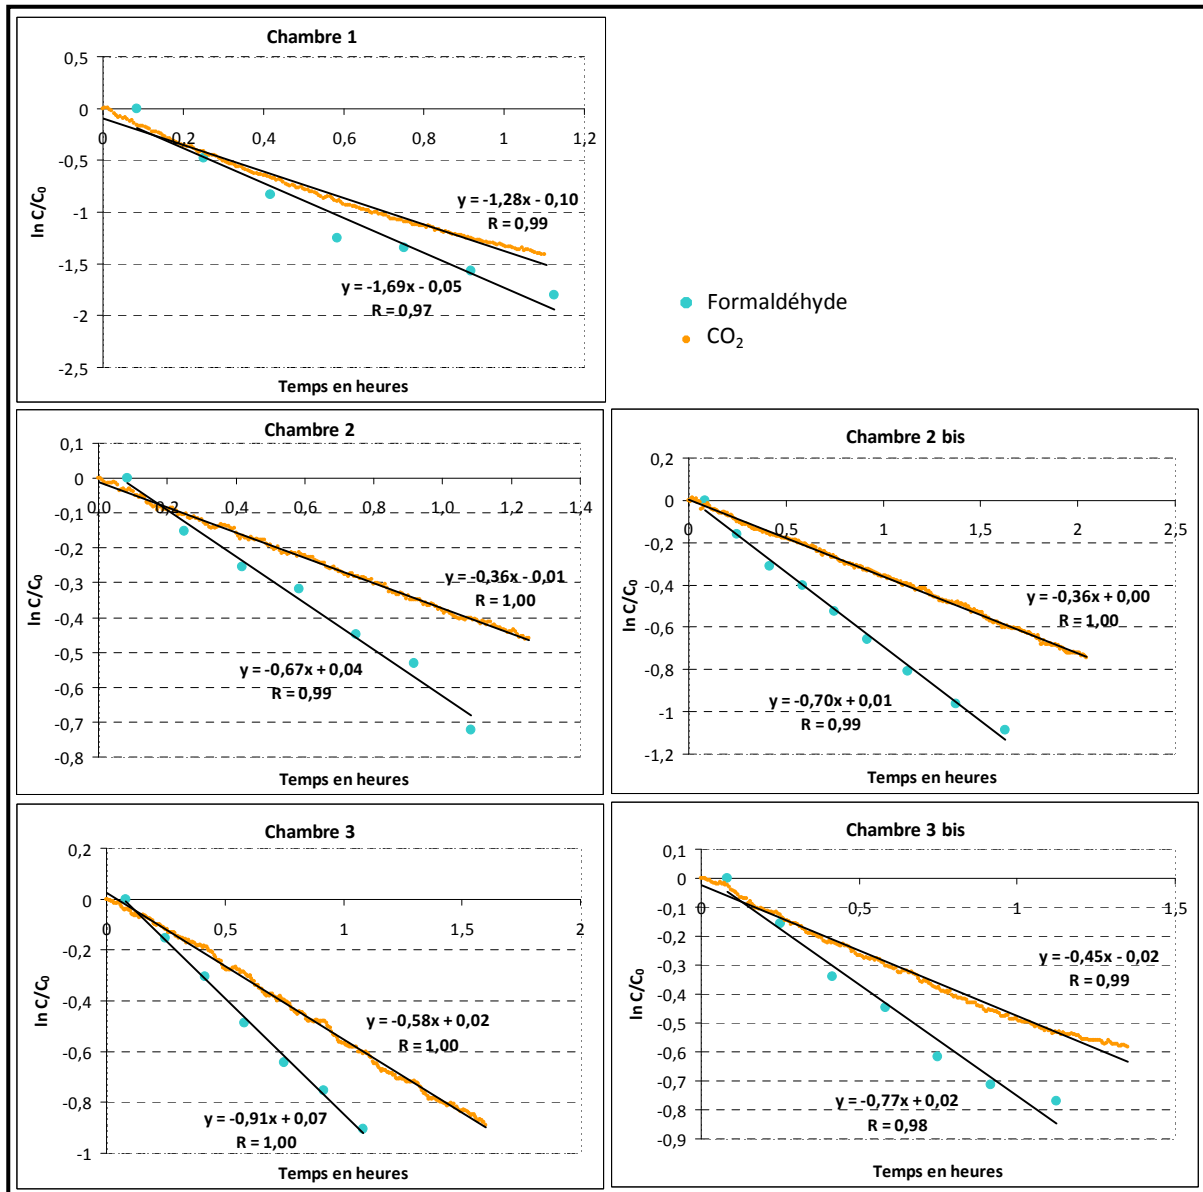 Chambre 1
0,5
0
-0,5
-1
-1,5
-2
-2,5
0 0,2 0,4 0,6 0,8 1 1,2
ln C/C₀
y = -1,28x - 0,10
R = 0,99
y = -1,69x - 0,05
R = 0,97
Temps en heures
Formaldéhyde
CO₂
Chambre 2
0,1
0
-0,1
-0,2
-0,3
-0,4
-0,5
-0,6
-0,7
-0,8
0,0 0,2 0,4 0,6 0,8 1,0 1,2 1,4
ln C/C₀
y = -0,36x - 0,01
R = 1,00
y = -0,67x + 0,04
R = 0,99
Temps en heures
Chambre 2 bis
0,2
0
-0,2
-0,4
-0,6
-0,8
-1
-1,2
0 0,5 1 1,5 2 2,5
ln C/C₀
y = -0,36x + 0,00
R = 1,00
y = -0,70x + 0,01
R = 0,99
Temps en heures
Chambre 3
0,2
0
-0,2
-0,4
-0,6
-0,8
-1
0 0,5 1 1,5 2
ln C/C₀
y = -0,58x + 0,02
R = 1,00
y = -0,91x + 0,07
R = 1,00
Temps en heures
Chambre 3 bis
0,1
0
-0,1
-0,2
-0,3
-0,4
-0,5
-0,6
-0,7
-0,8
-0,9
0 0,5 1 1,5
ln C/C₀
y = -0,45x - 0,02
R = 0,99
y = -0,77x + 0,02
R = 0,98
Temps en heures